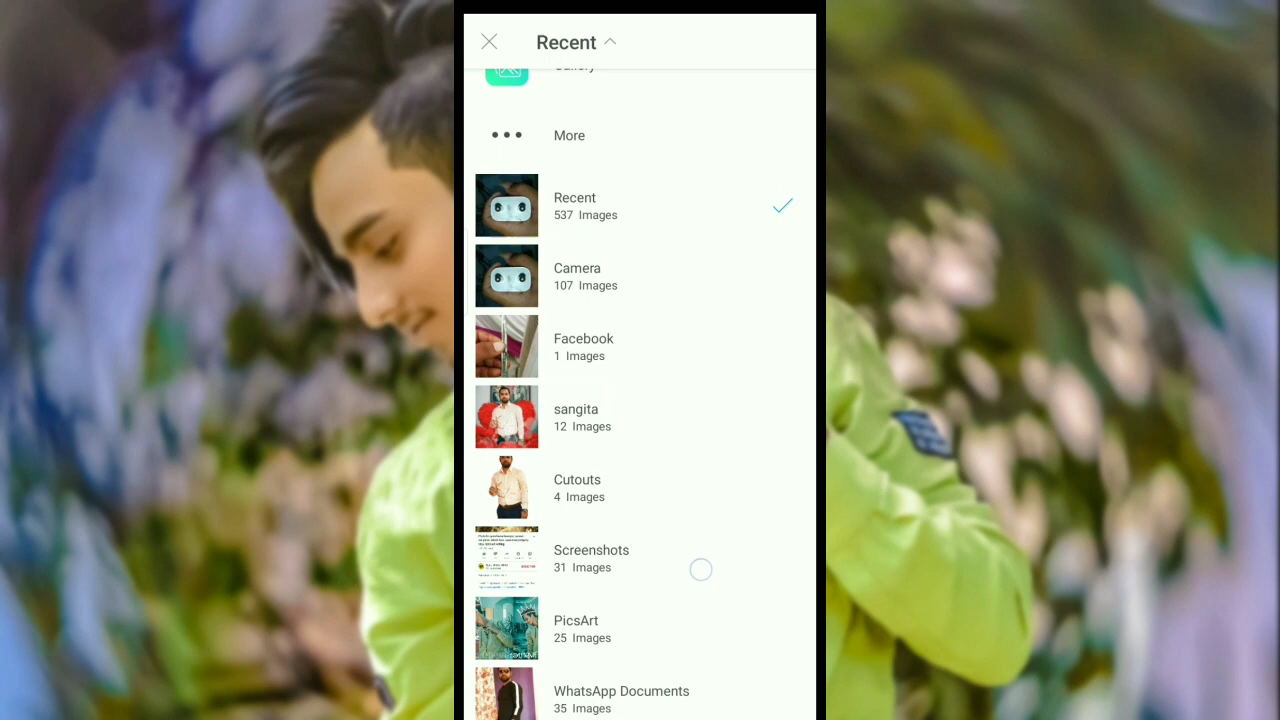 Recent
Gallery
More
Recent
537 Images
Camera
107 Images
Facebook
1 Images
sangita
12 Images
Cutouts
4 Images
Screenshots
31 Images
PicsArt
25 Images
WhatsApp Documents
35 Images